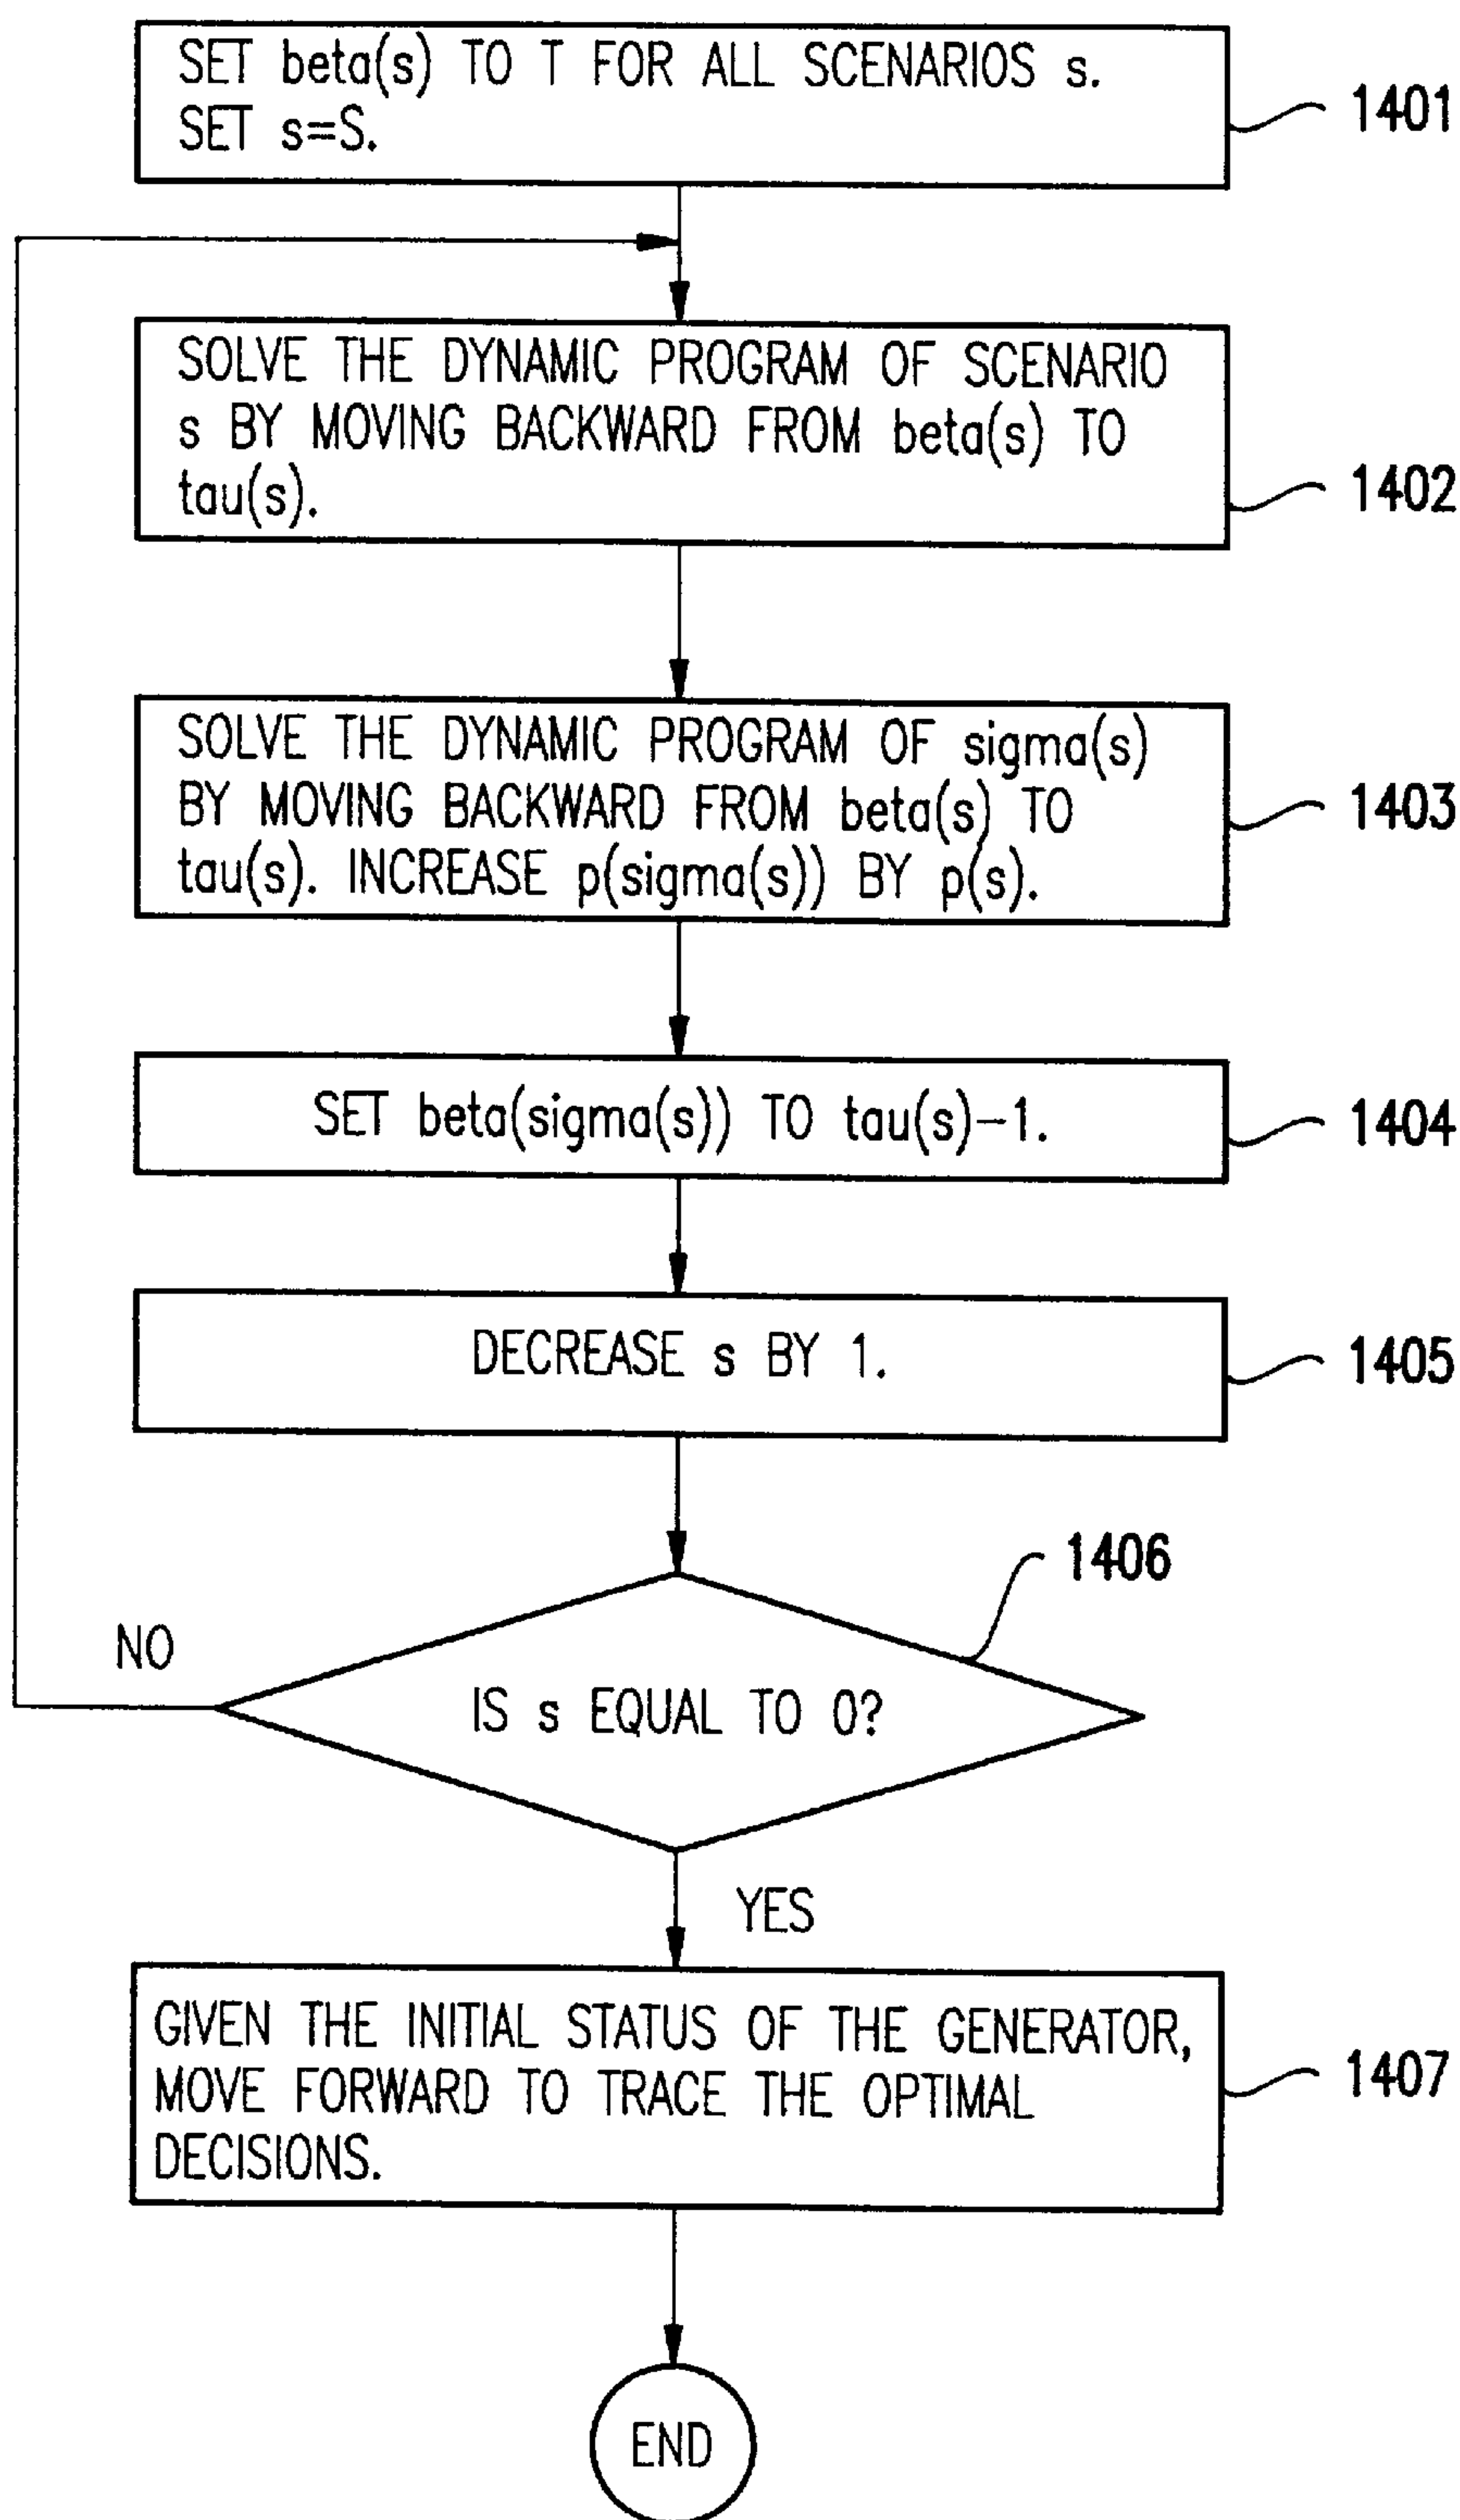 SET beta(s) TO T FOR ALL SCENARIOS s.
SET s=S.
1401
SOLVE THE DYNAMIC PROGRAM OF SCENARIO
s BY MOVING BACKWARD FROM beta(s) TO
tau(s).
1402
SOLVE THE DYNAMIC PROGRAM OF sigma(s)
BY MOVING BACKWARD FROM beta(s) TO
tau(s). INCREASE p(sigma(s)) BY p(s).
1403
SET beta(sigma(s)) TO tau(s)-1.
1404
DECREASE s BY 1.
1405
1406
NO
IS s EQUAL TO 0?
YES
GIVEN THE INITIAL STATUS OF THE GENERATOR,
MOVE FORWARD TO TRACE THE OPTIMAL
DECISIONS.
1407
END